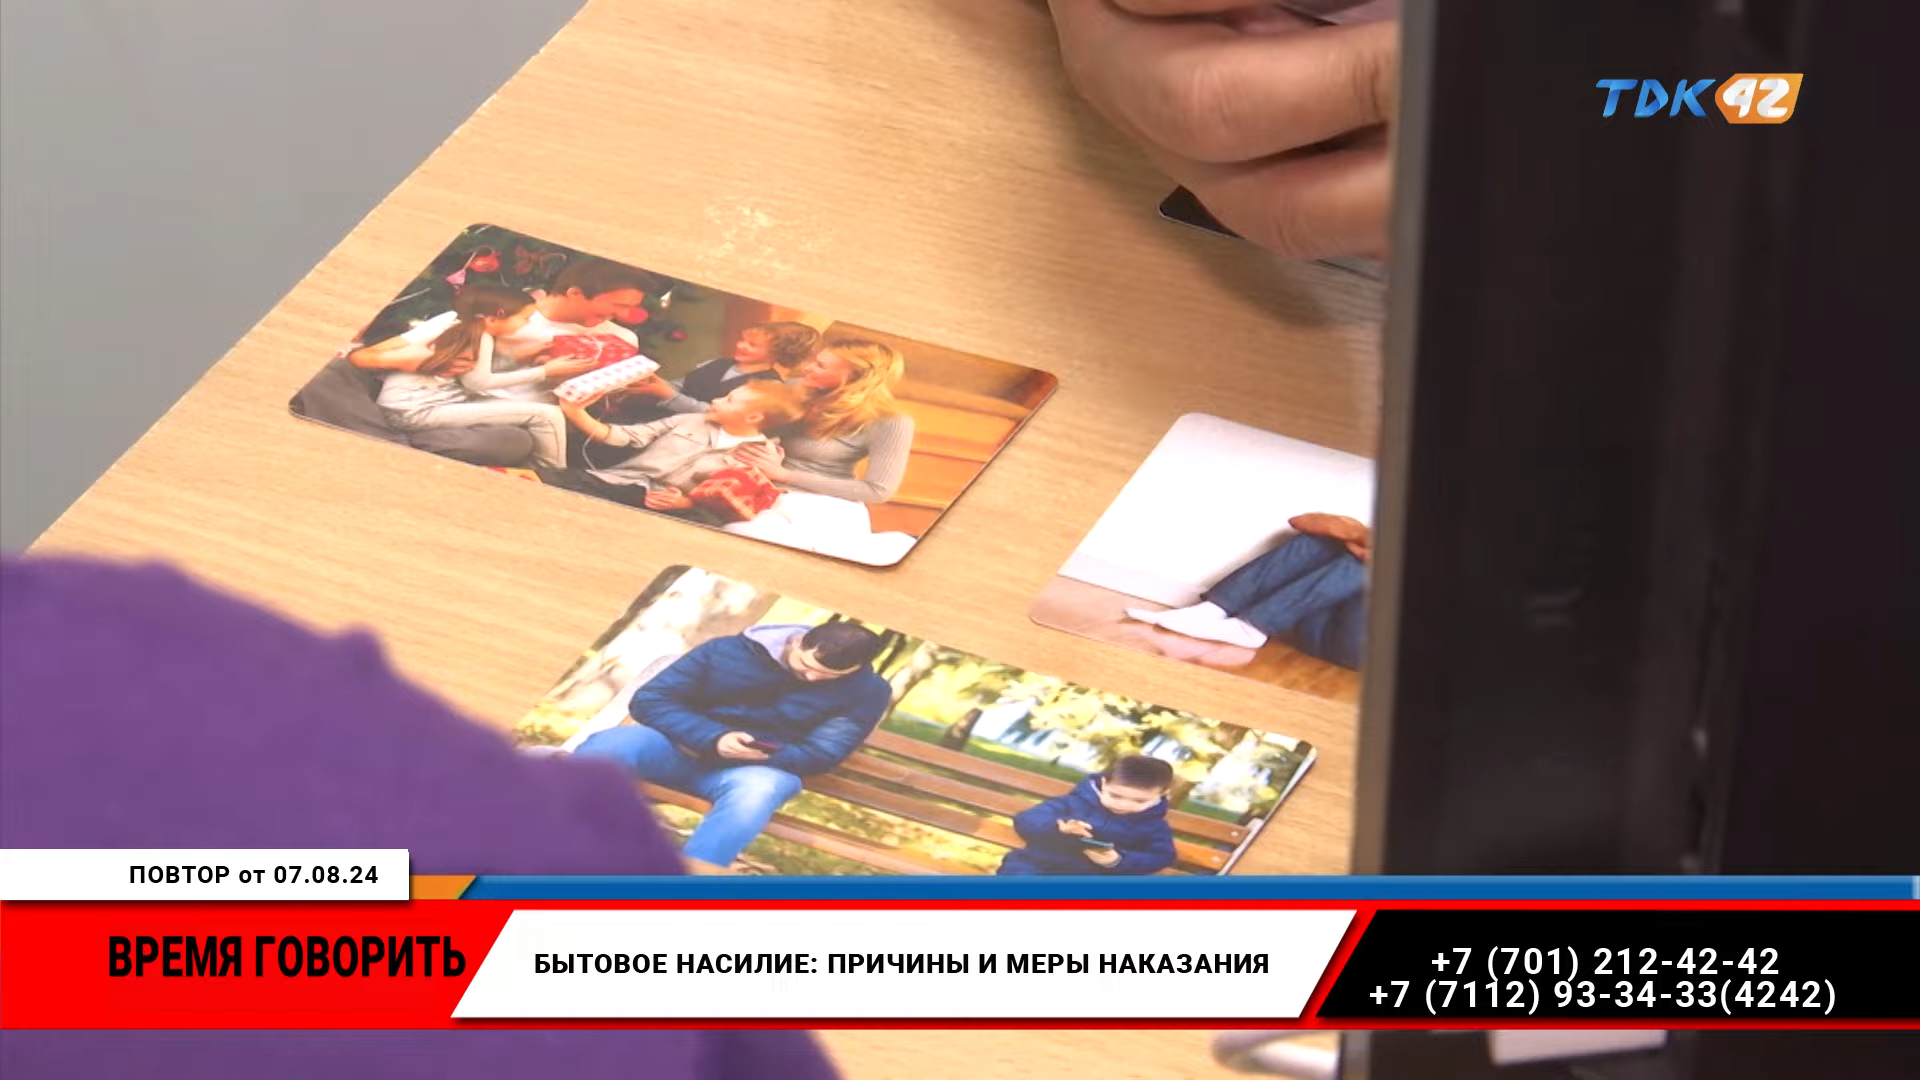 ТДК 42
ПОВТОР от 07.08.24
ВРЕМЯ ГОВОРИТЬ
БЫТОВОЕ НАСИЛИЕ: ПРИЧИНЫ И МЕРЫ НАКАЗАНИЯ
+7 (701) 212-42-42
+7 (7112) 93-34-33(4242)